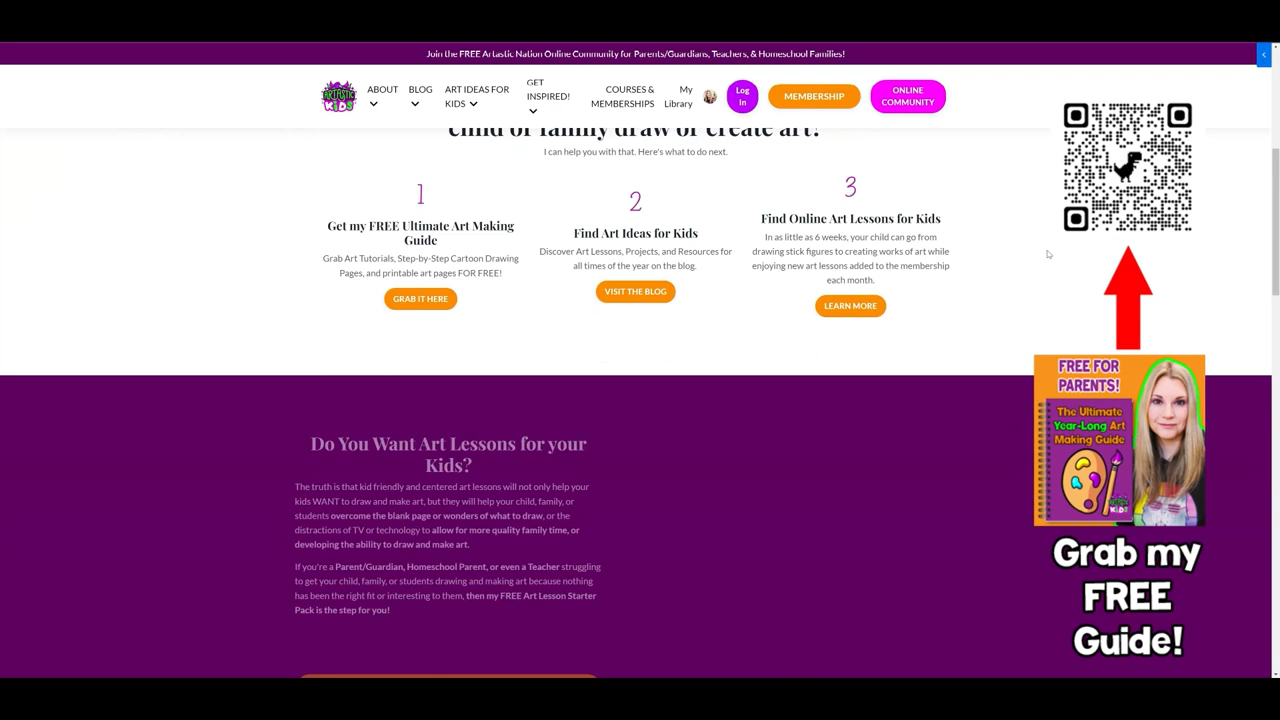 Join the FREE Artastic Nation Online Community for Parents/Guardians, Teachers, & Homeschool Families!
ARTASTIC
KIDS
ABOUT
BLOG
ART IDEAS FOR
KIDS
GET
INSPIRED!
COURSES &
MEMBERSHIPS
My
Library
Log
In
MEMBERSHIP
ONLINE
COMMUNITY
child or family draw or create art?
I can help you with that. Here's what to do next.
1
Get my FREE Ultimate Art Making
Guide
Grab Art Tutorials, Step-by-Step Cartoon Drawing
Pages, and printable art pages FOR FREE!
GRAB IT HERE
2
Find Art Ideas for Kids
Discover Art Lessons, Projects, and Resources for
all times of the year on the blog.
VISIT THE BLOG
3
Find Online Art Lessons for Kids
In as little as 6 weeks, your child can go from
drawing stick figures to creating works of art while
enjoying new art lessons added to the membership
each month.
LEARN MORE
Do You Want Art Lessons for your
Kids?
The truth is that kid friendly and centered art lessons will not only help your
kids WANT to draw and make art, but they will help your child, family, or
students overcome the blank page or wonders of what to draw, or the
distractions of TV or technology to allow for more quality family time, or
developing the ability to draw and make art.
If you're a Parent/Guardian, Homeschool Parent, or even a Teacher struggling
to get your child, family, or students drawing and making art because nothing
has been the right fit or interesting to them, then my FREE Art Lesson Starter
Pack is the step for you!
FREE FOR
PARENTS!
The Ultimate
Year-Long Art
Making Guide
Grab my
FREE
Guide!